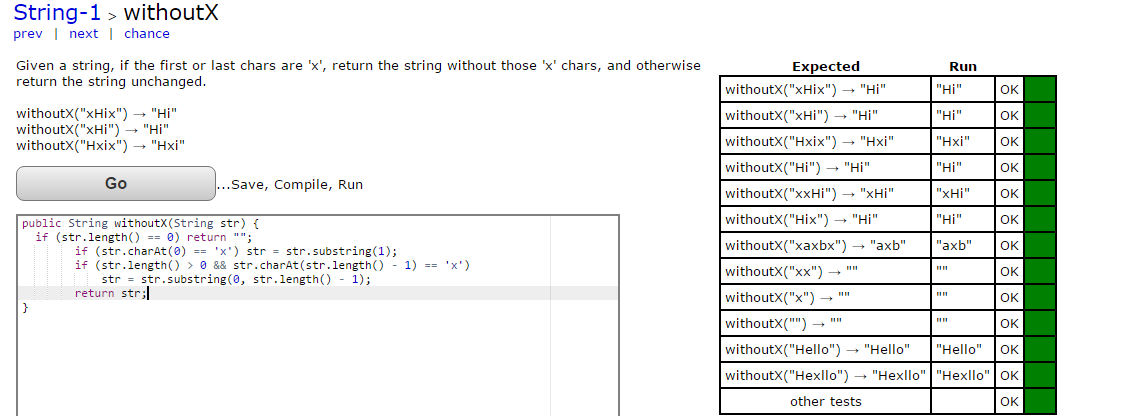 String-1 > withoutX
prev | next | chance
Given a string, if the first or last chars are 'x', return the string without those 'x' chars, and otherwise
return the string unchanged.
withoutX("xHix") → "Hi"
withoutX("xHi") → "Hi"
withoutX("Hxix") → "Hxi"
Go ...Save, Compile, Run
public String withoutX(String str) {
if (str.length() == 0) return "";
if (str.charAt(0) == 'x') str = str.substring(1);
if (str.length() > 0 && str.charAt(str.length() - 1) == 'x')
str = str.substring(0, str.length() - 1);
return str;
}
Expected Run
withoutX("xHix") → "Hi" "Hi" OK
withoutX("xHi") → "Hi" "Hi" OK
withoutX("Hxix") → "Hxi" "Hxi" OK
withoutX("Hi") → "Hi" "Hi" OK
withoutX("xxHi") → "xHi" "xHi" OK
withoutX("Hix") → "Hi" "Hi" OK
withoutX("xaxbx") → "axb" "axb" OK
withoutX("xx") → "" "" OK
withoutX("x") → "" "" OK
withoutX("") → "" "" OK
withoutX("Hello") → "Hello" "Hello" OK
withoutX("Hexllo") → "Hexllo" "Hexllo" OK
other tests OK